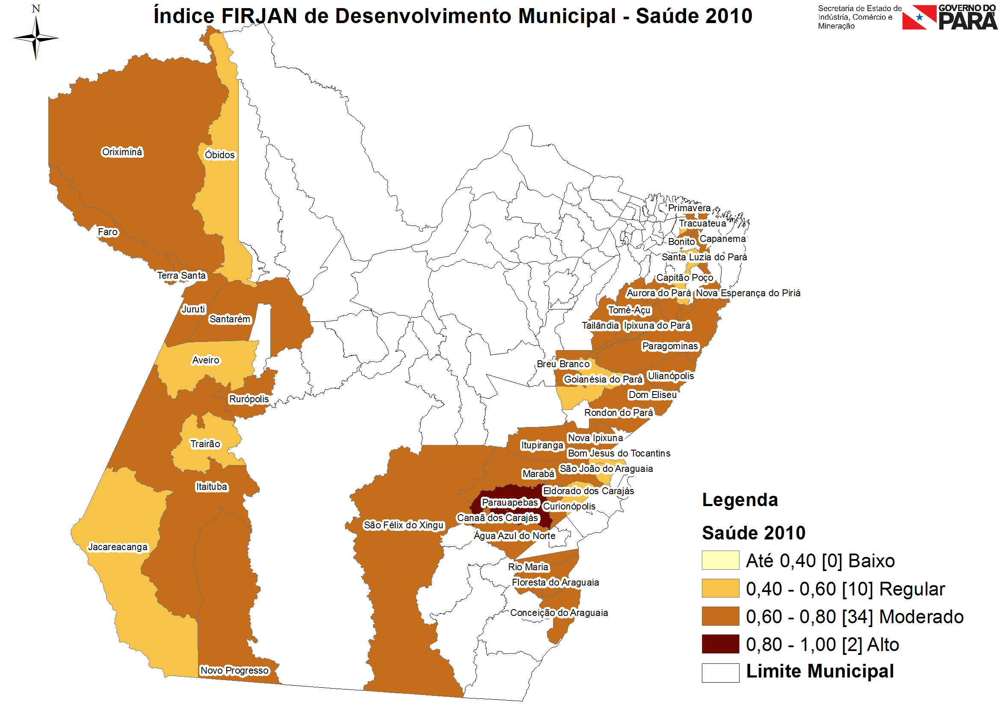 Índice FIRJAN de Desenvolvimento Municipal - Saúde 2010
Secretaria de Estado de
Indústria, Comércio e
Mineração
GOVERNO DO
PARÁ
N
Oriximiná
Óbidos
Faro
Terra Santa
Juruti
Santarém
Aveiro
Rurópolis
Trairão
Itaituba
Jacareacanga
Novo Progresso
Primavera
Tracuateua
Bonito
Capanema
Santa Luzia do Pará
Capitão Poço
Aurora do Pará
Nova Esperança do Piriá
Tomé-Açu
Tailândia
Ipixuna do Pará
Paragominas
Breu Branco
Goianésia do Pará
Ulianópolis
Dom Eliseu
Rondon do Pará
Nova Ipixuna
Itupiranga
Bom Jesus do Tocantins
São João do Araguaia
Marabá
Eldorado dos Carajás
Parauapebas
Curionópolis
Canaã dos Carajás
São Félix do Xingu
Água Azul do Norte
Rio Maria
Floresta do Araguaia
Conceição do Araguaia
Legenda
Saúde 2010
Até 0,40 [0] Baixo
0,40 - 0,60 [10] Regular
0,60 - 0,80 [34] Moderado
0,80 - 1,00 [2] Alto
Limite Municipal